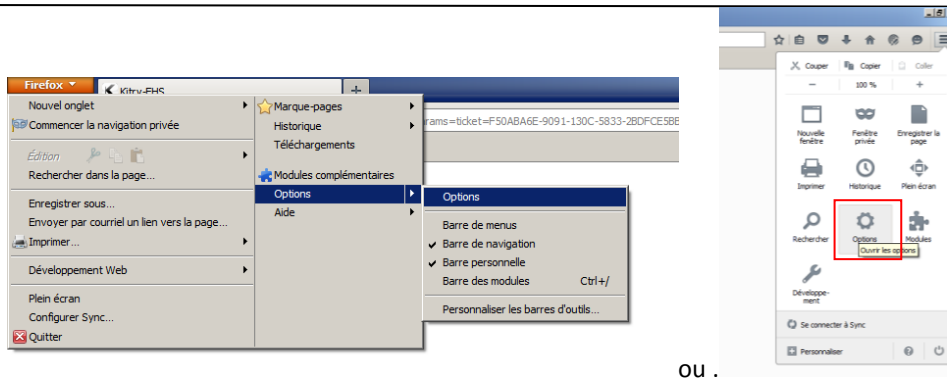 Firefox
Kitry-EHS
Nouvel onglet
Commencer la navigation privée
Édition
Rechercher dans la page...
Enregistrer sous...
Envoyer par courriel un lien vers la page...
Imprimer...
Développement Web
Plein écran
Configurer Sync...
Quitter
Marque-pages
Historique
Téléchargements
Modules complémentaires
Options
Aide
rams=ticket=F50ABA6E-9091-130C-5833-2BDFCE5BB
Options
Barre de menus
Barre de navigation
Barre personnelle
Barre des modules Ctrl+/
Personnaliser les barres d'outils...
ou .
Couper Copier Coller
− 100 % +
Nouvelle fenêtre
Fenêtre privée
Enregistrer la page
Imprimer
Historique
Plein écran
Rechercher
Options
Modules
Ouvrir les options
Développe-
ment
Se connecter à Sync
Personnaliser